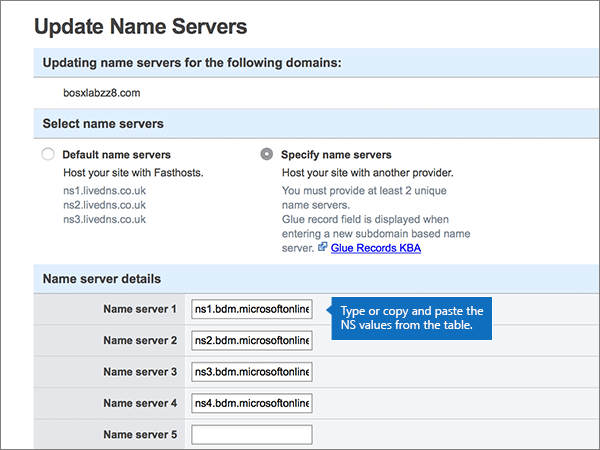 Update Name Servers
Updating name servers for the following domains:
bosxlabzz8.com
Select name servers
Default name servers
Host your site with Fasthosts.
ns1.livedns.co.uk
ns2.livedns.co.uk
ns3.livedns.co.uk
Specify name servers
Host your site with another provider.
You must provide at least 2 unique
name servers.
Glue record field is displayed when
entering a new subdomain based name
server. Glue Records KBA
Name server details
Name server 1 ns1.bdm.microsoftonline
Type or copy and paste the
NS values from the table.
Name server 2 ns2.bdm.microsoftonline
Name server 3 ns3.bdm.microsoftonline
Name server 4 ns4.bdm.microsoftonline
Name server 5